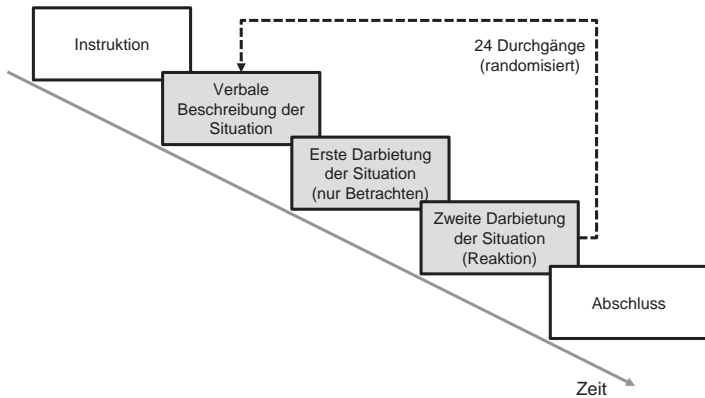 Instruktion
24 Durchgänge
(randomisiert)
Verbale
Beschreibung der
Situation
Erste Darbietung
der Situation
(nur Betrachten)
Zweite Darbietung
der Situation
(Reaktion)
Abschluss
Zeit